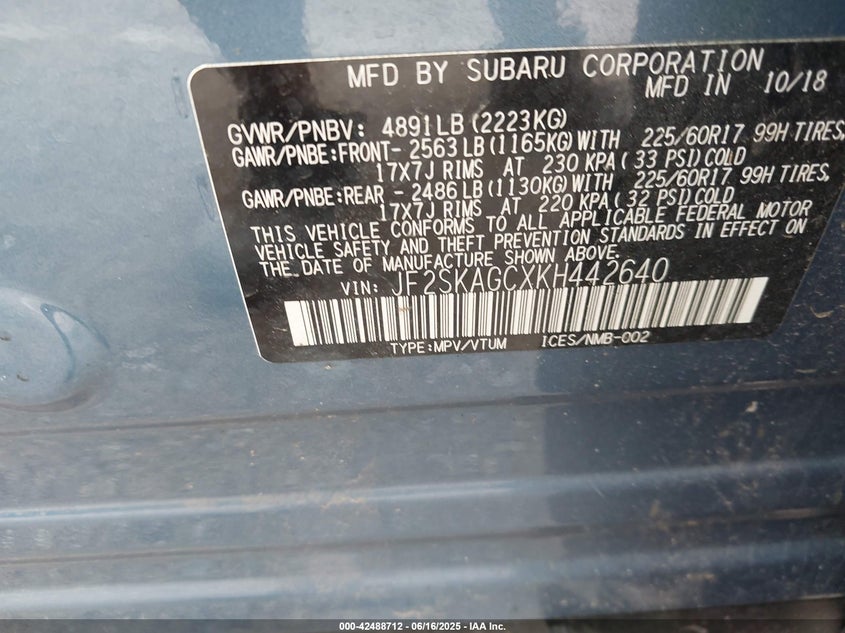 MFD BY SUBARU CORPORATION
MFD IN 10/18
GVWR/PNBV: 4891LB (2223KG)
GAWR/PNBE:FRONT- 2563LB(1165KG)WITH 225/60R17 99H TIRES,
17X7J RIMS AT 230 KPA( 33 PSI)COLD
GAWR/PNBE:REAR - 2486LB(1130KG)WITH 225/60R17 99H TIRES,
17X7J RIMS AT 220 KPA( 32 PSI)COLD
THIS VEHICLE CONFORMS TO ALL APPLICABLE FEDERAL MOTOR
VEHICLE SAFETY AND THEFT PREVENTION STANDARDS IN EFFECT ON
THE DATE OF MANUFACTURE SHOWN ABOVE.
VIN: JF2SKAGCXKH442640
TYPE:MPV/VTUM ICES/NMB-002
000-42488712 - 06/16/2025 - IAA Inc.